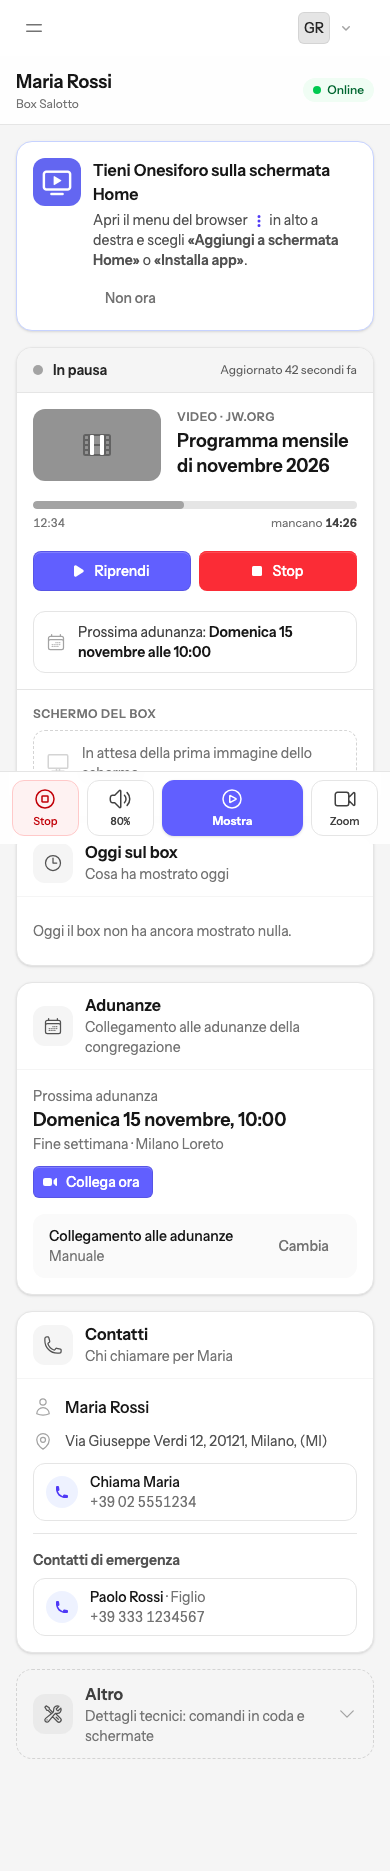 GR
Maria Rossi
Box Salotto
Online
Tieni Onesiforo sulla schermata
Home
Apri il menu del browser in alto a
destra e scegli «Aggiungi a schermata
Home» o «Installa app».
Non ora
In pausa
Aggiornato 42 secondi fa
VIDEO · JW.ORG
Programma mensile
di novembre 2026
12:34
mancano 14:26
Riprendi
Stop
Prossima adunanza: Domenica 15
novembre alle 10:00
SCHERMO DEL BOX
In attesa della prima immagine dello
Stop
80%
Mostra
Zoom
Oggi sul box
Cosa ha mostrato oggi
Oggi il box non ha ancora mostrato nulla.
Adunanze
Collegamento alle adunanze della
congregazione
Prossima adunanza
Domenica 15 novembre, 10:00
Fine settimana · Milano Loreto
Collega ora
Collegamento alle adunanze
Manuale
Cambia
Contatti
Chi chiamare per Maria
Maria Rossi
Via Giuseppe Verdi 12, 20121, Milano, (MI)
Chiama Maria
+39 02 5551234
Contatti di emergenza
Paolo Rossi · Figlio
+39 333 1234567
Altro
Dettagli tecnici: comandi in coda e
schermate